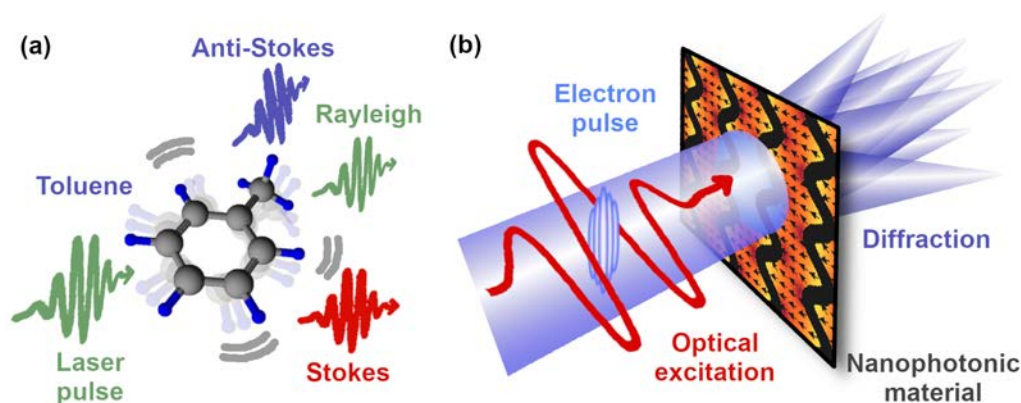 (a)
Anti-Stokes
Rayleigh
Toluene
Laser
pulse
Stokes
(b)
Electron
pulse
Optical
excitation
Diffraction
Nanophotonic
material